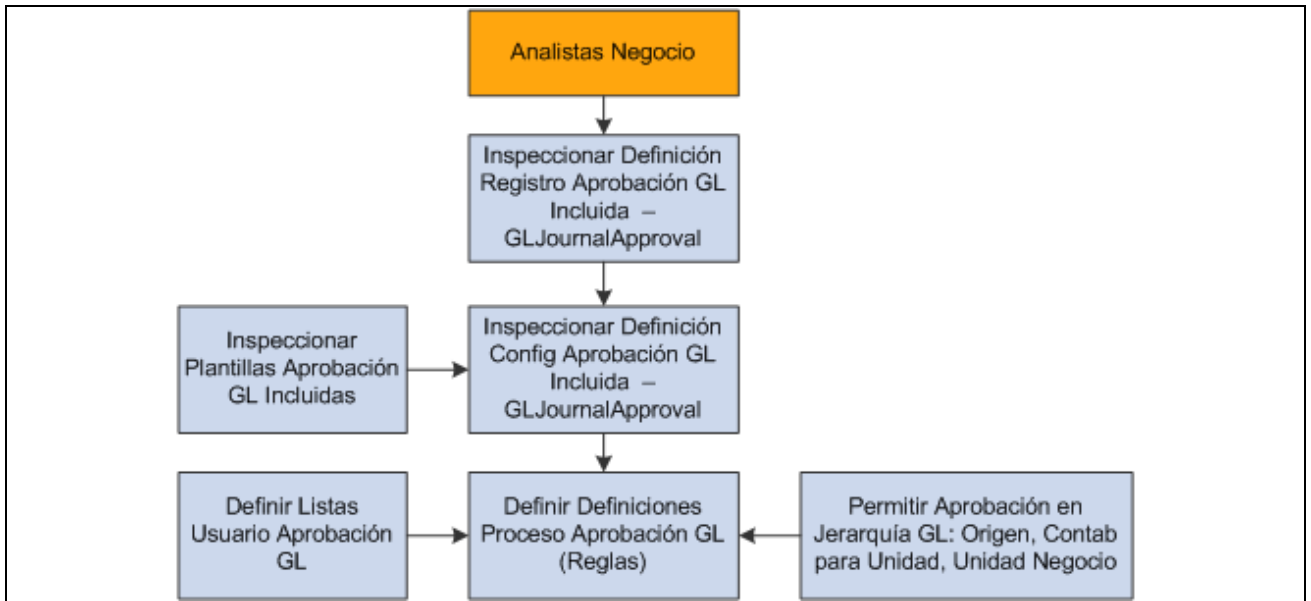 Analistas Negocio
Inspeccionar Definición
Registro Aprobación GL
Incluida –
GLJournalApproval
Inspeccionar
Plantillas Aprobación
GL Incluidas
Inspeccionar Definición
Config Aprobación GL
Incluida –
GLJournalApproval
Definir Listas
Usuario Aprobación
GL
Definir Definiciones
Proceso Aprobación GL
(Reglas)
Permitir Aprobación en
Jerarquía GL: Origen, Contab
para Unidad, Unidad Negocio